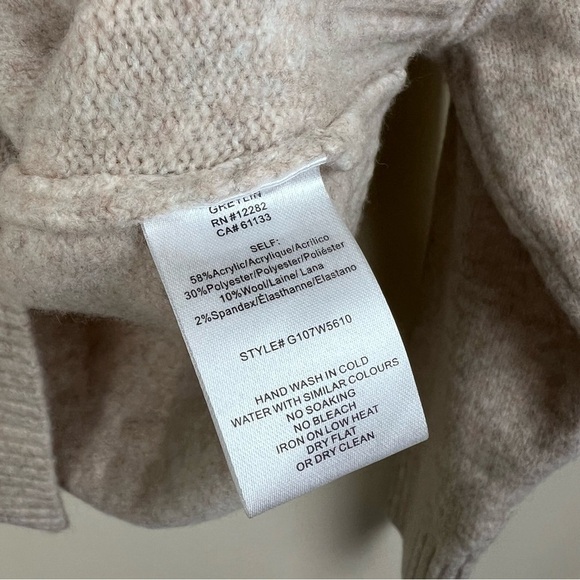 GREYLIN
RN #12282
CA# 61133
SELF:
58%Acrylic/Acrylique/Acrílico
30%Polyester/Polyester/Poliéster
10%Wool/Laine/ Lana
2%Spandex/Élasthanne/Elastano
STYLE# G107W5610
HAND WASH IN COLD
WATER WITH SIMILAR COLOURS
NO SOAKING
NO BLEACH
IRON ON LOW HEAT
DRY FLAT
OR DRY CLEAN